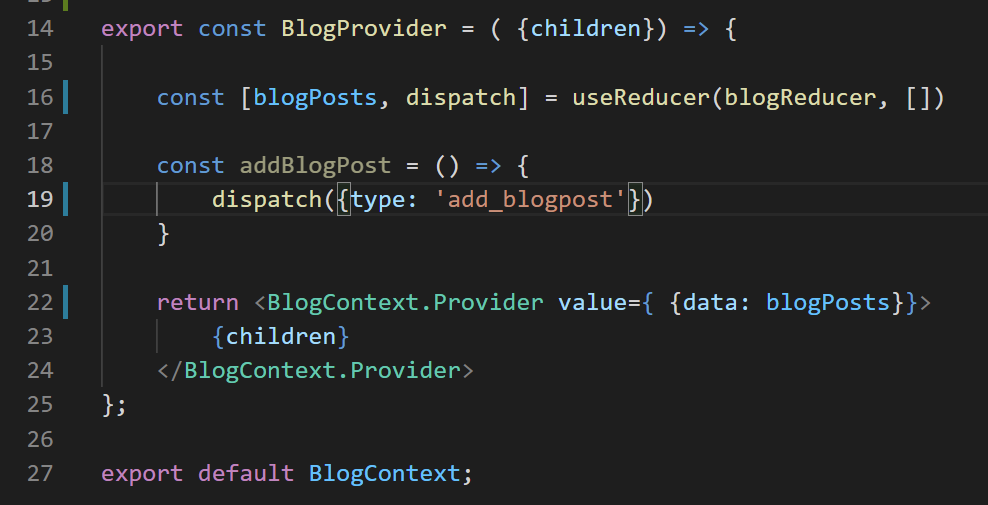 14 export const BlogProvider = ( {children}) => {
15
16 const [blogPosts, dispatch] = useReducer(blogReducer, [])
17
18 const addBlogPost = () => {
19 dispatch({type: 'add_blogpost'})
20 }
21
22 return <BlogContext.Provider value={ {data: blogPosts}}>
23 {children}
24 </BlogContext.Provider>
25 };
26
27 export default BlogContext;